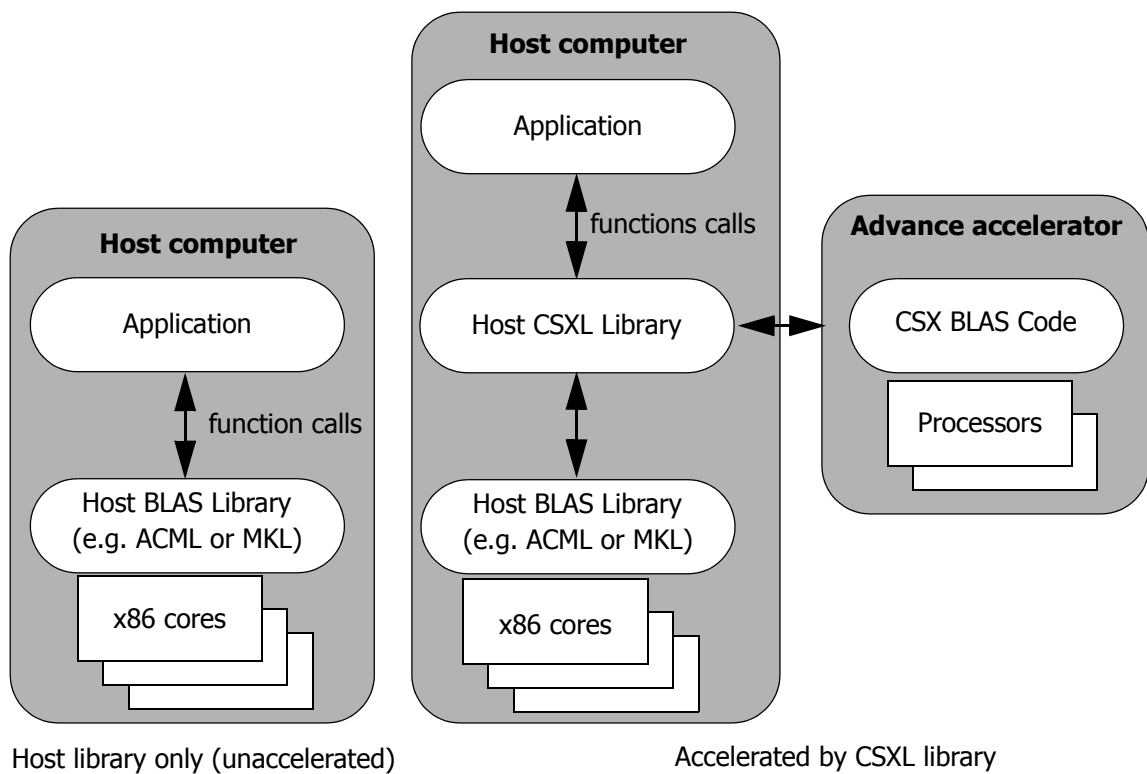 Host computer
Application
function calls
Host BLAS Library
(e.g. ACML or MKL)
x86 cores
Host library only (unaccelerated)
Host computer
Application
functions calls
Host CSXL Library
Host BLAS Library
(e.g. ACML or MKL)
x86 cores
Advance accelerator
CSX BLAS Code
Processors
Accelerated by CSXL library